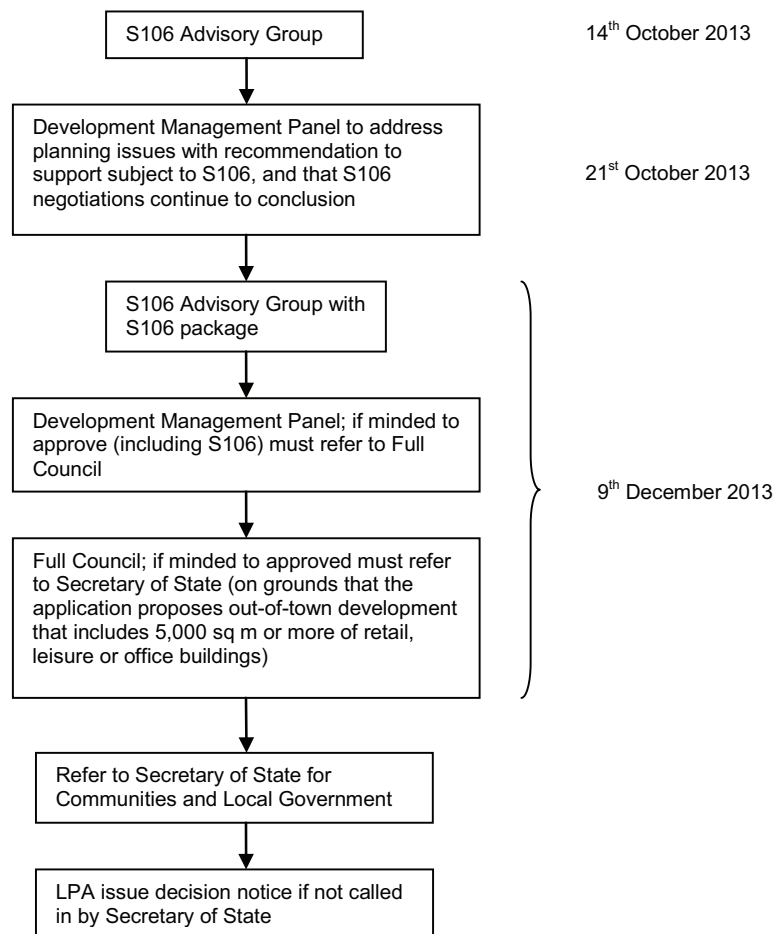 S106 Advisory Group
14th October 2013
Development Management Panel to address
planning issues with recommendation to
support subject to S106, and that S106
negotiations continue to conclusion
21st October 2013
S106 Advisory Group with
S106 package
Development Management Panel; if minded to
approve (including S106) must refer to Full
Council
9th December 2013
Full Council; if minded to approved must refer
to Secretary of State (on grounds that the
application proposes out-of-town development
that includes 5,000 sq m or more of retail,
leisure or office buildings)
Refer to Secretary of State for
Communities and Local Government
LPA issue decision notice if not called
in by Secretary of State